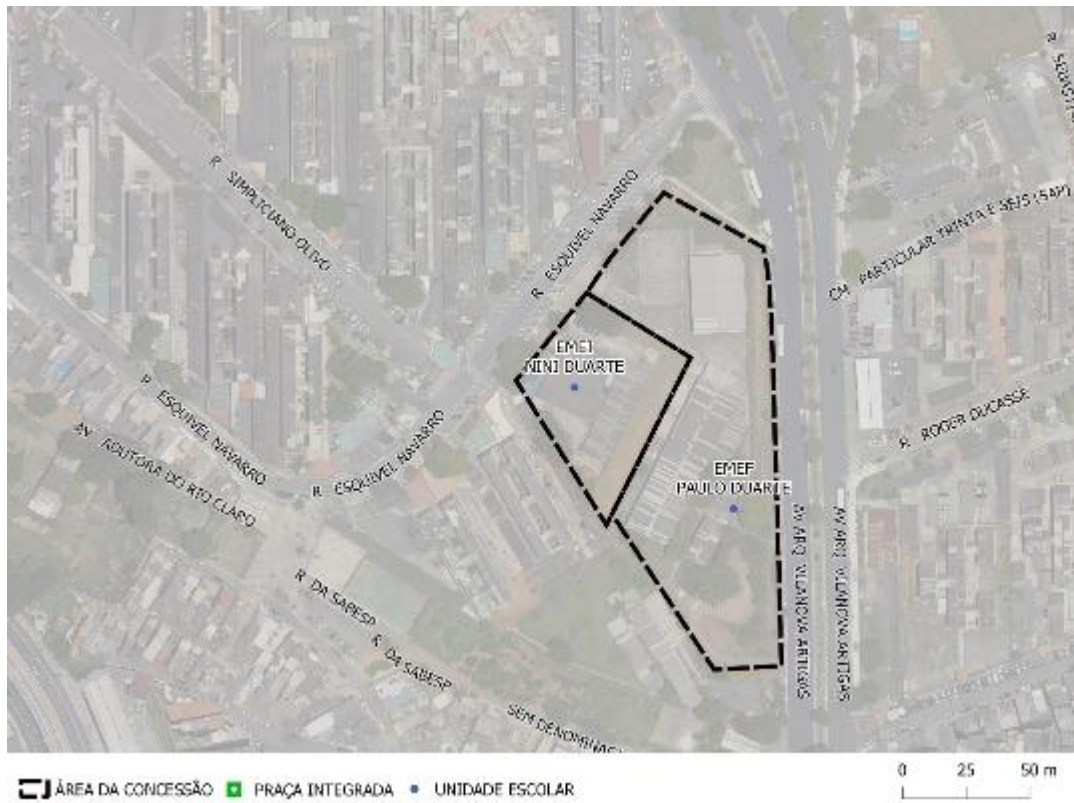 R SIMPLICIANO OLIVO
R ESQUIVEL NAVARRO
CM PARTICULAR TRINTA E SEIS (SAP)
EMEI
NINI DUARTE
R ESQUIVEL NAVARRO
AV ADUTORA DO RIO CLARO
R ESQUIVEL NAVARRO
R ROGER DUCASSE
EMEF
PAULO DUARTE
AV ARQ VILANOVA ARTIGAS
AV ARQ VILANOVA ARTIGAS
R DA SABESP
R DA SABESP
SEM DENOMINAC
ÁREA DA CONCESSÃO PRAÇA INTEGRADA UNIDADE ESCOLAR
0 25 50 m